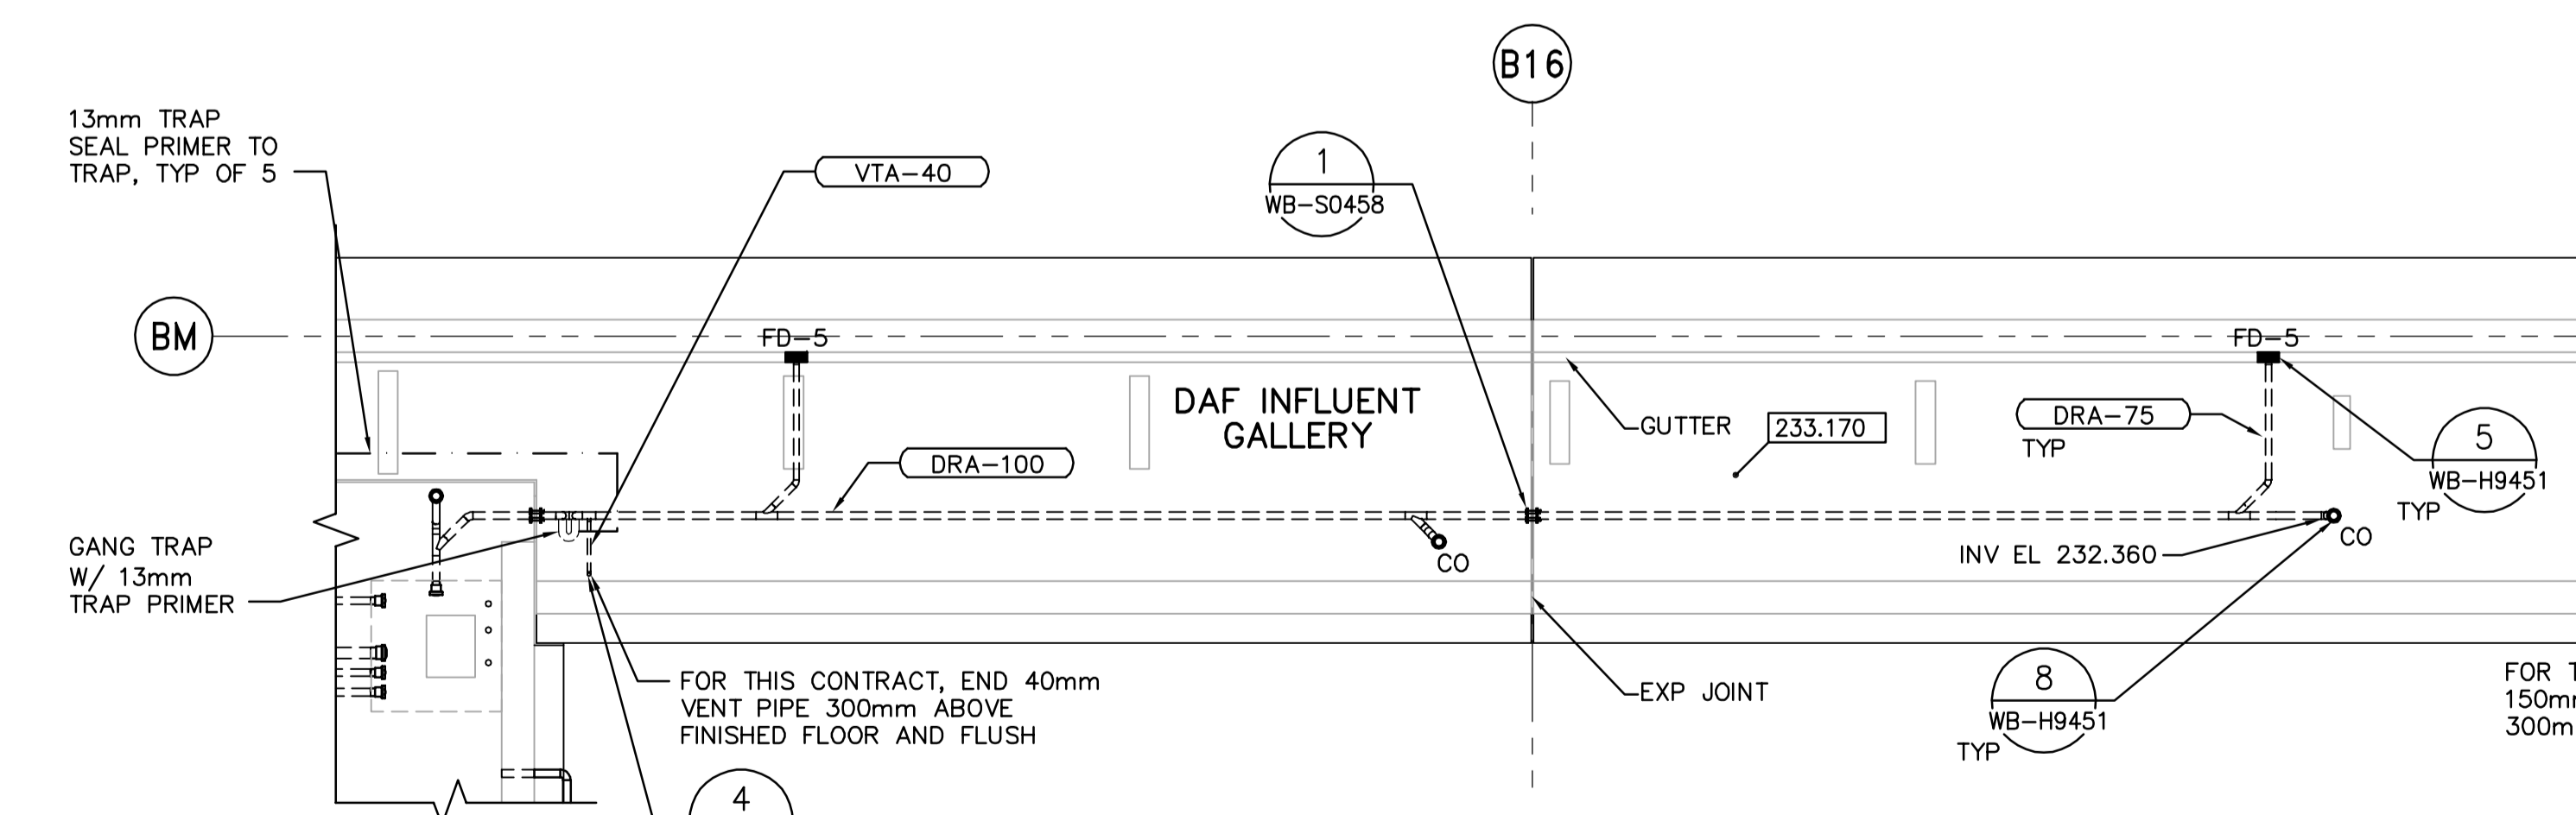 B16
13mm TRAP
SEAL PRIMER TO
TRAP, TYP OF 5
VTA-40
1
WB-S0458
BM
FD-5
FD-5
DAF INFLUENT
GALLERY
GUTTER
233.170
DRA-75
TYP
5
WB-H9451
TYP
DRA-100
GANG TRAP
W/ 13mm
TRAP PRIMER
CO
INV EL 232.360
CO
FOR THIS CONTRACT, END 40mm
VENT PIPE 300mm ABOVE
FINISHED FLOOR AND FLUSH
EXP JOINT
8
WB-H9451
TYP
FOR
4